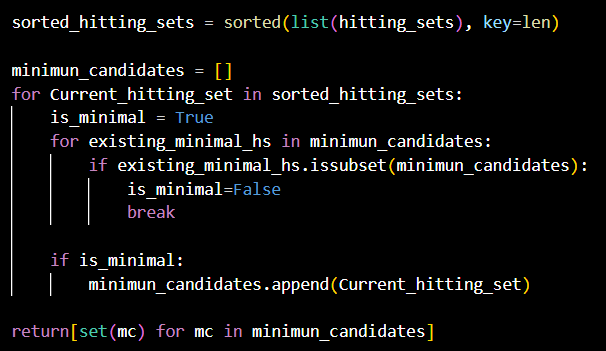 sorted_hitting_sets = sorted(list(hitting_sets), key=len)
minimun_candidates = []
for Current_hitting_set in sorted_hitting_sets:
    is_minimal = True
    for existing_minimal_hs in minimun_candidates:
        if existing_minimal_hs.issubset(minimun_candidates):
            is_minimal=False
            break
    if is_minimal:
        minimun_candidates.append(Current_hitting_set)
return[set(mc) for mc in minimun_candidates]